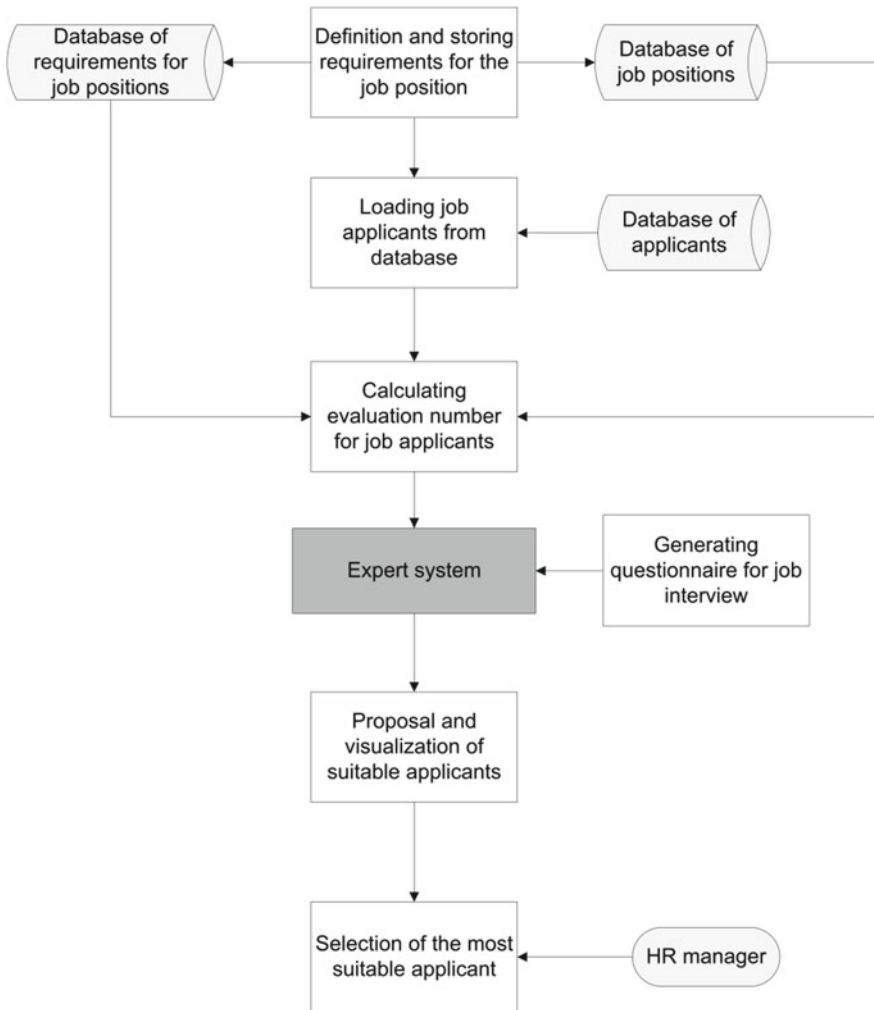 Database of
requirements for
job positions
Definition and storing
requirements for the
job position
Database of
job positions
Loading job
applicants from
database
Database of
applicants
Calculating
evaluation number
for job applicants
Expert system
Generating
questionnaire for job
interview
Proposal and
visualization of
suitable applicants
Selection of the most
suitable applicant
HR manager